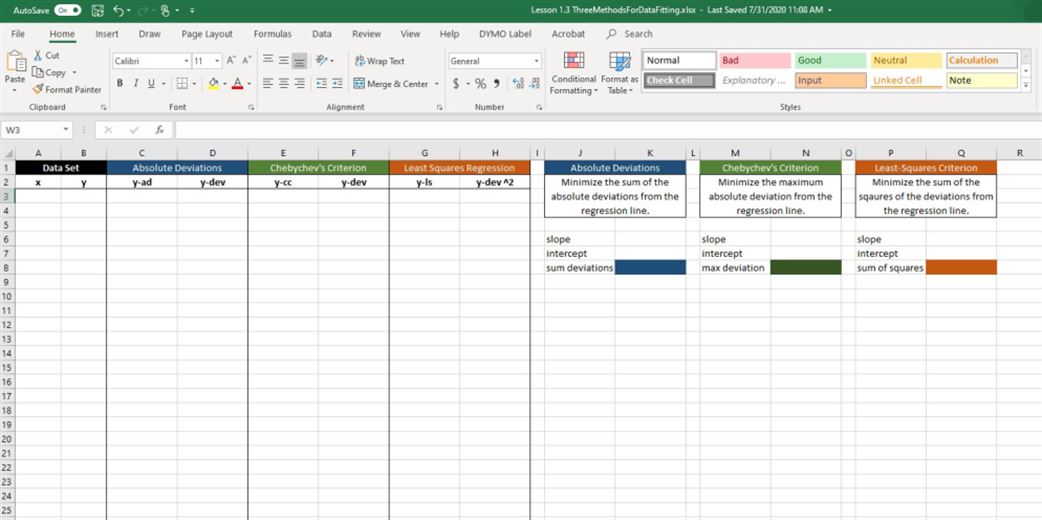 AutoSave On Lesson 1.3 ThreeMethodsForDataFitting.xlsx - Last Saved 7/31/2020 11:08 AM
File Home Insert Draw Page Layout Formulas Data Review View Help DYMO Label Acrobat Search
Paste
Cut
Copy
Format Painter
Clipboard
Calibri 11
B I U
Font
Wrap Text
Merge & Center
Alignment
General
$ % ,
Number
Conditional Formatting
Format as Table
Normal Bad Good Neutral Calculation
Check Cell Explanatory ... Input Linked Cell Note
Styles
W3 fx
A B C D E F G H I J K L M N O P Q R
1 Data Set Absolute Deviations Chebychev's Criterion Least Squares Regression Absolute Deviations Chebychev's Criterion Least-Squares Criterion
2 x y y-ad y-dev y-cc y-dev y-ls y-dev ^2 Minimize the sum of the Minimize the maximum Minimize the sum of the
3 absolute deviations from the absolute deviation from the sqaures of the deviations from
4 regression line. regression line. the regression line.
5
6 slope slope slope
7 intercept intercept intercept
8 sum deviations max deviation sum of squares
9
10
11
12
13
14
15
16
17
18
19
20
21
22
23
24
25